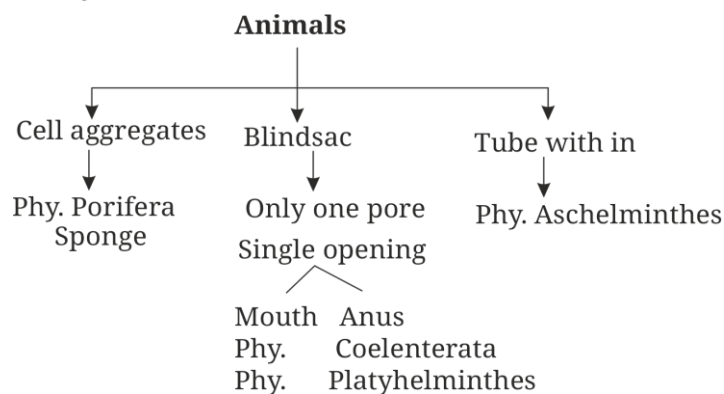 Animals
Cell aggregates
Phy. Porifera
Sponge
Blindsac
Only one pore
Single opening
Mouth Anus
Phy. Coelenterata
Phy. Platyhelminthes
Tube with in
Phy. Aschelminthes